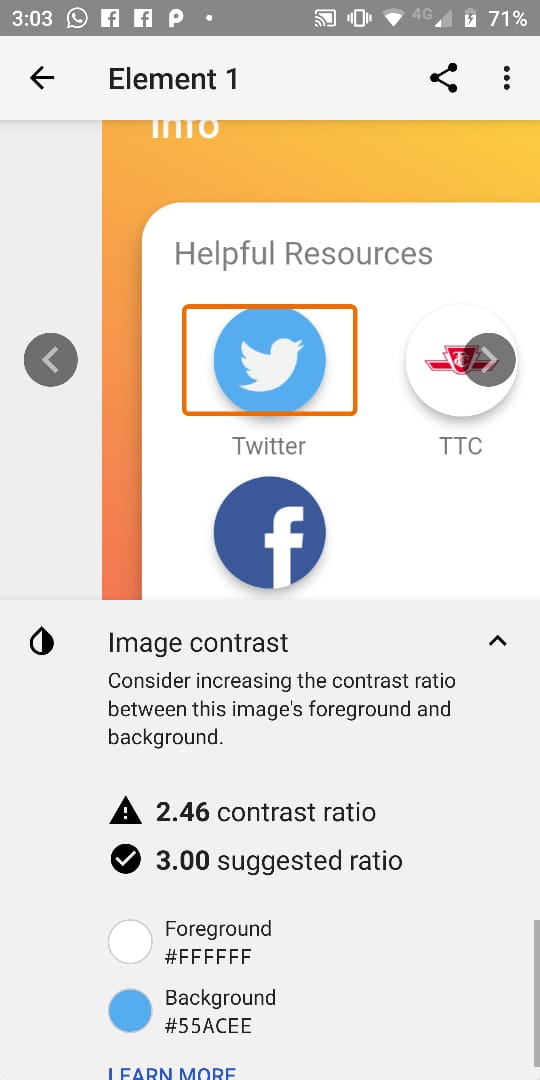 3:03
4G
71%
Element 1
Info
Helpful Resources
Twitter
TTC
Image contrast
Consider increasing the contrast ratio
between this image's foreground and
background.
2.46 contrast ratio
3.00 suggested ratio
Foreground
#FFFFFF
Background
#55ACEE
LEARN MORE